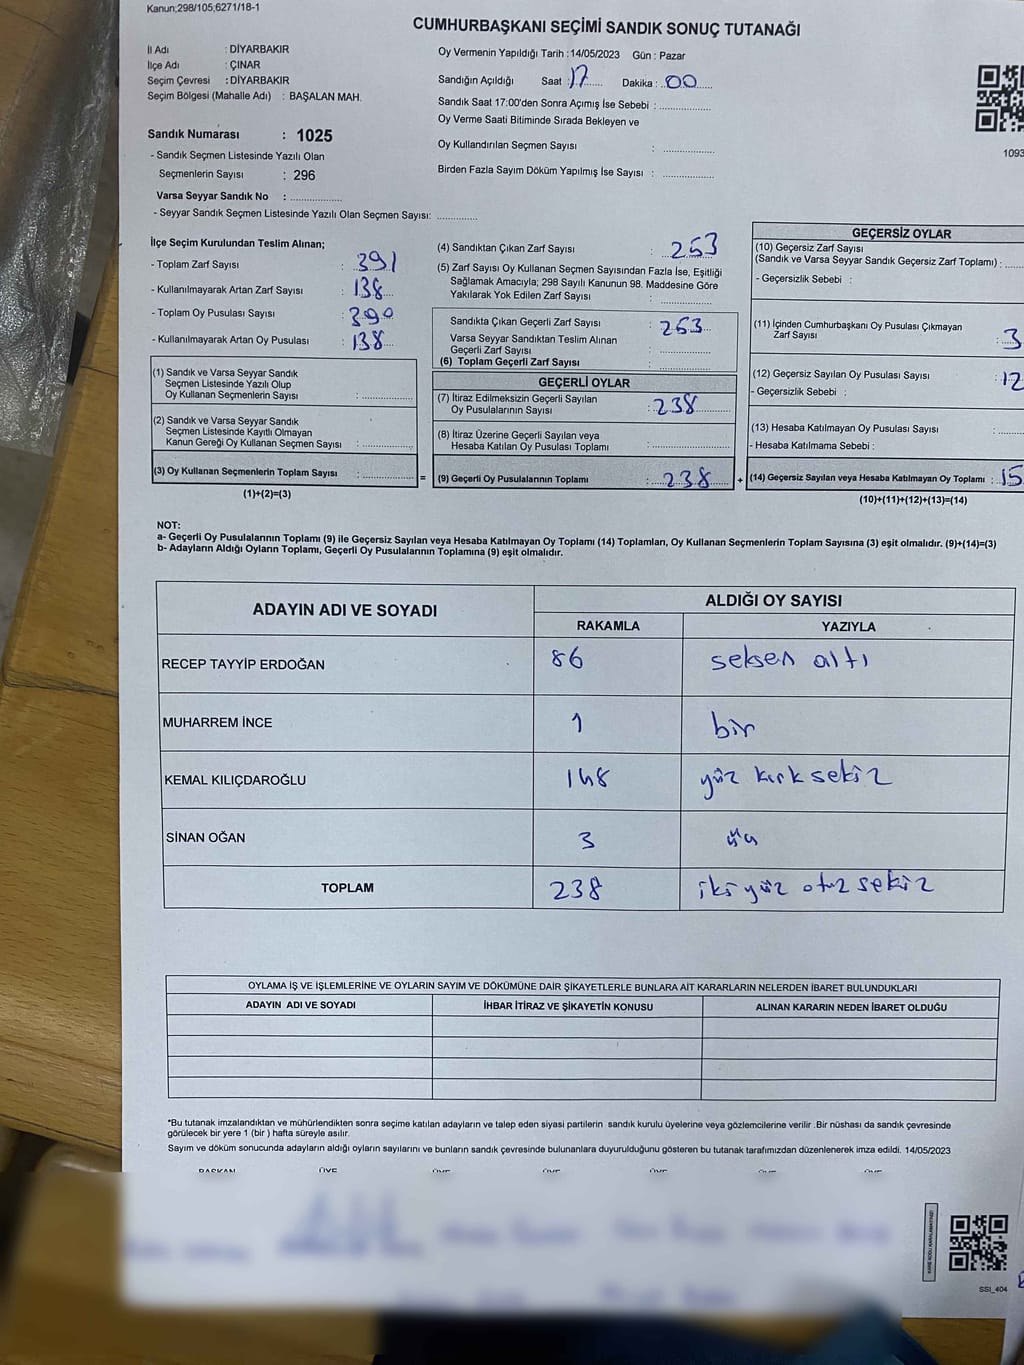 Kanun;298/105;6271/18-1
CUMHURBAŞKANI SEÇİMİ SANDIK SONUÇ TUTANAĞI
İl Adı : DİYARBAKIR
İlçe Adı : ÇINAR
Seçim Çevresi : DİYARBAKIR
Seçim Bölgesi (Mahalle Adı) : BAŞALAN MAH.
Oy Vermenin Yapıldığı Tarih :14/05/2023 Gün : Pazar
Sandığın Açıldığı Saat : 17 Dakika : 00
Sandık Saat 17:00'den Sonra Açımış İse Sebebi :
Oy Verme Saati Bitiminde Sırada Bekleyen ve
Oy Kullandırılan Seçmen Sayısı :
Birden Fazla Sayım Döküm Yapılmış İse Sayısı :
1093
Sandık Numarası : 1025
- Sandık Seçmen Listesinde Yazılı Olan
Seçmenlerin Sayısı : 296
Varsa Seyyar Sandık No :
- Seyyar Sandık Seçmen Listesinde Yazılı Olan Seçmen Sayısı:
İlçe Seçim Kurulundan Teslim Alınan;
- Toplam Zarf Sayısı : 391
- Kullanılmayarak Artan Zarf Sayısı : 138
- Toplam Oy Pusulası Sayısı : 390
- Kullanılmayarak Artan Oy Pusulası : 138
(1) Sandık ve Varsa Seyyar Sandık
Seçmen Listesinde Yazılı Olup
Oy Kullanan Seçmenlerin Sayısı :
(2) Sandık ve Varsa Seyyar Sandık
Seçmen Listesinde Kayıtlı Olmayan
Kanun Gereği Oy Kullanan Seçmen Sayısı :
(3) Oy Kullanan Seçmenlerin Toplam Sayısı :
(1)+(2)=(3)
(4) Sandıktan Çıkan Zarf Sayısı : 253
(5) Zarf Sayısı Oy Kullanan Seçmen Sayısından Fazla İse, Eşitliği
Sağlamak Amacıyla; 298 Sayılı Kanunun 98. Maddesine Göre
Yakılarak Yok Edilen Zarf Sayısı :
Sandıkta Çıkan Geçerli Zarf Sayısı : 253
Varsa Seyyar Sandıktan Teslim Alınan
Geçerli Zarf Sayısı :
(6) Toplam Geçerli Zarf Sayısı :
GEÇERLİ OYLAR
(7) İtiraz Edilmeksizin Geçerli Sayılan
Oy Pusulalarının Sayısı : 238
(8) İtiraz Üzerine Geçerli Sayılan veya
Hesaba Katılan Oy Pusulası Toplamı :
= (9) Geçerli Oy Pusulalarının Toplamı : 238 +
GEÇERSİZ OYLAR
(10) Geçersiz Zarf Sayısı
(Sandık ve Varsa Seyyar Sandık Geçersiz Zarf Toplamı) :
- Geçersizlik Sebebi :
(11) İçinden Cumhurbaşkanı Oy Pusulası Çıkmayan
Zarf Sayısı : 3
(12) Geçersiz Sayılan Oy Pusulası Sayısı : 12
- Geçersizlik Sebebi :
(13) Hesaba Katılmayan Oy Pusulası Sayısı :
- Hesaba Katılmama Sebebi :
(14) Geçersiz Sayılan veya Hesaba Katılmayan Oy Toplamı : 15
(10)+(11)+(12)+(13)=(14)
NOT:
a- Geçerli Oy Pusulalarının Toplamı (9) ile Geçersiz Sayılan veya Hesaba Katılmayan Oy Toplamı (14) Toplamları, Oy Kullanan Seçmenlerin Toplam Sayısına (3) eşit olmalıdır. (9)+(14)=(3)
b- Adayların Aldığı Oyların Toplamı, Geçerli Oy Pusulalarının Toplamına (9) eşit olmalıdır.
ADAYIN ADI VE SOYADI
ALDIĞI OY SAYISI
RAKAMLA YAZIYLA
RECEP TAYYİP ERDOĞAN 86 seksen altı
MUHARREM İNCE 1 bir
KEMAL KILIÇDAROĞLU 148 yüz kırk sekiz
SİNAN OĞAN 3 üç
TOPLAM 238 iki yüz otuz sekiz
OYLAMA İŞ VE İŞLEMLERİNE VE OYLARIN SAYIM VE DÖKÜMÜNE DAİR ŞİKAYETLERLE BUNLARA AİT KARARLARIN NELERDEN İBARET BULUNDUKLARI
ADAYIN ADI VE SOYADI İHBAR İTİRAZ VE ŞİKAYETİN KONUSU ALINAN KARARIN NEDEN İBARET OLDUĞU
*Bu tutanak imzalandıktan ve mühürlendikten sonra seçime katılan adayların ve talep eden siyasi partilerin sandık kurulu üyelerine veya gözlemcilerine verilir .Bir nüshası da sandık çevresinde
görülecek bir yere 1 (bir ) hafta süreyle asılır.
Sayım ve döküm sonucunda adayların aldığı oyların sayılarını ve bunların sandık çevresinde bulunanlara duyurulduğunu gösteren bu tutanak tarafımızdan düzenlenerek imza edildi. 14/05/2023
BAŞKAN ÜYE ÜYE ÜYE ÜYE ÜYE ÜYE
SSI_404